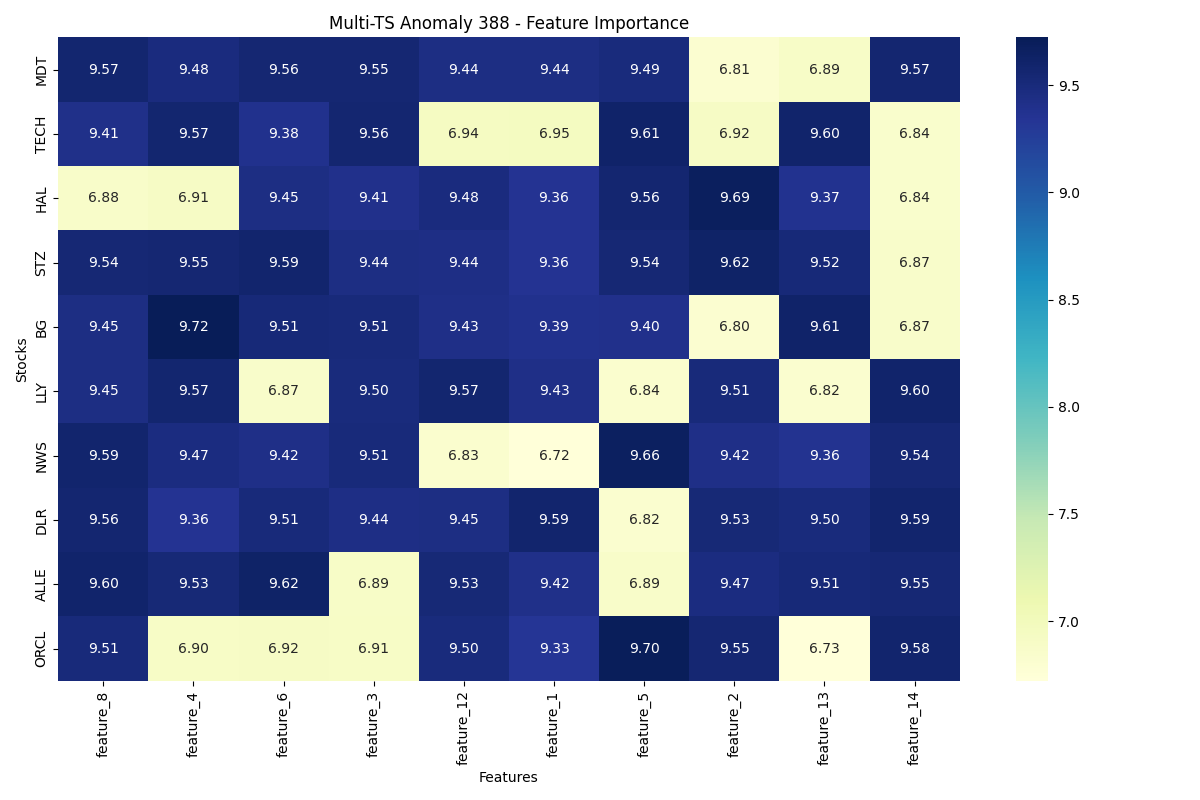 Multi-TS Anomaly 388 - Feature Importance
MDT 9.57 9.48 9.56 9.55 9.44 9.44 9.49 6.81 6.89 9.57
TECH 9.41 9.57 9.38 9.56 6.94 6.95 9.61 6.92 9.60 6.84
HAL 6.88 6.91 9.45 9.41 9.48 9.36 9.56 9.69 9.37 6.84
STZ 9.54 9.55 9.59 9.44 9.44 9.36 9.54 9.62 9.52 6.87
BG 9.45 9.72 9.51 9.51 9.43 9.39 9.40 6.80 9.61 6.87
LLY 9.45 9.57 6.87 9.50 9.57 9.43 6.84 9.51 6.82 9.60
NWS 9.59 9.47 9.42 9.51 6.83 6.72 9.66 9.42 9.36 9.54
DLR 9.56 9.36 9.51 9.44 9.45 9.59 6.82 9.53 9.50 9.59
ALLE 9.60 9.53 9.62 6.89 9.53 9.42 6.89 9.47 9.51 9.55
ORCL 9.51 6.90 6.92 6.91 9.50 9.33 9.70 9.55 6.73 9.58
Stocks
feature_8 feature_4 feature_6 feature_3 feature_12 feature_1 feature_5 feature_2 feature_13 feature_14
Features
9.5
9.0
8.5
8.0
7.5
7.0